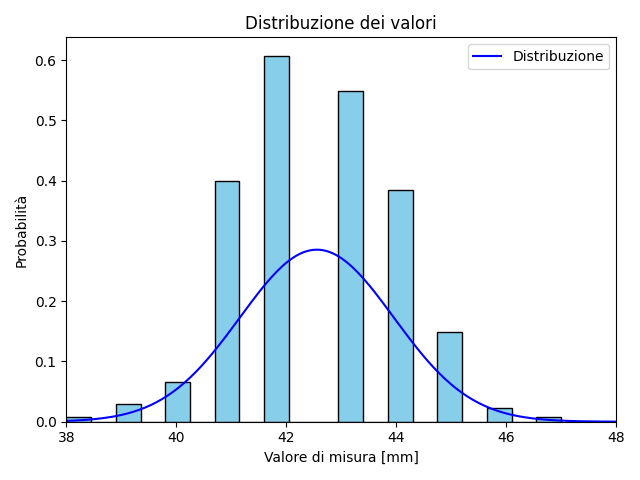 Distribuzione dei valori
Distribuzione
0.6
0.5
0.4
0.3
0.2
0.1
0.0
Probabilità
38 40 42 44 46 48
Valore di misura [mm]